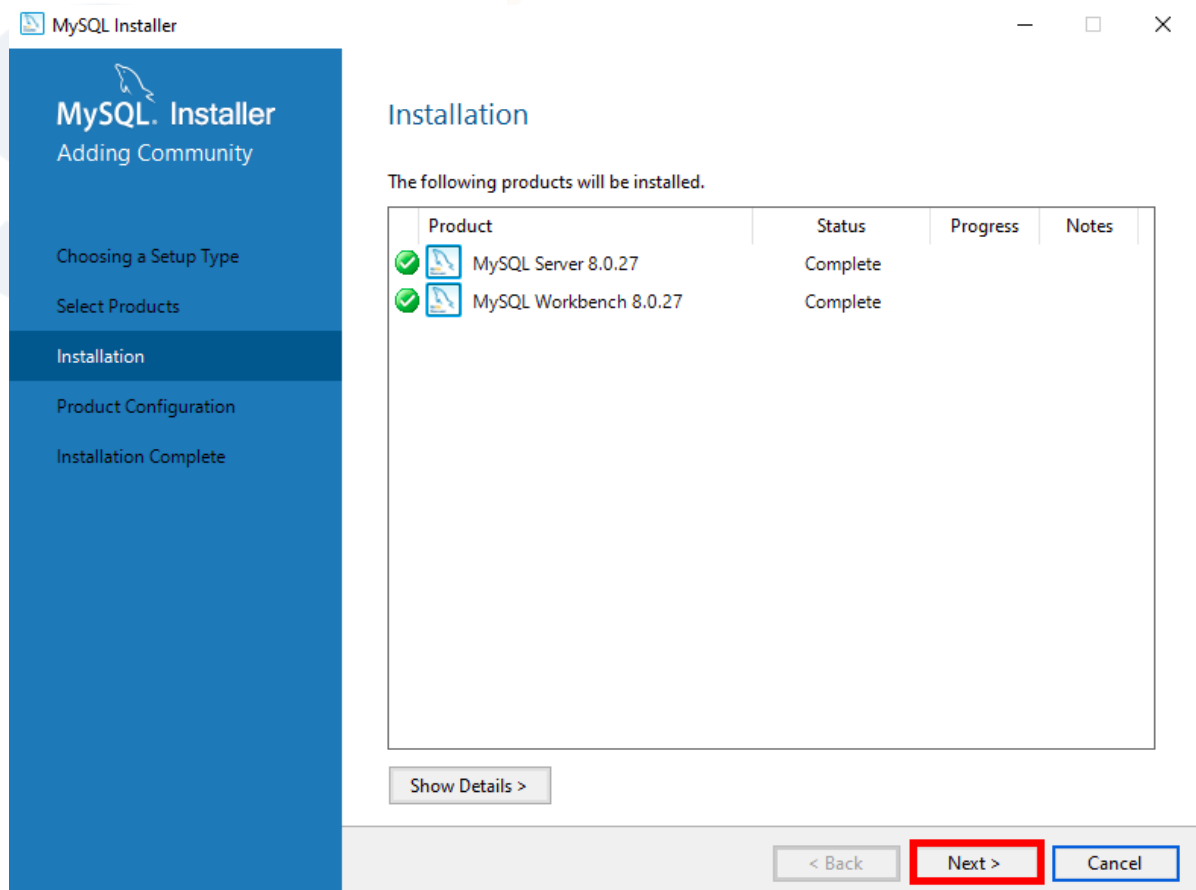 MySQL Installer
MySQL. Installer
Adding Community
Choosing a Setup Type
Select Products
Installation
Product Configuration
Installation Complete
Installation
The following products will be installed.
Product Status Progress Notes
MySQL Server 8.0.27 Complete
MySQL Workbench 8.0.27 Complete
Show Details >
< Back Next > Cancel